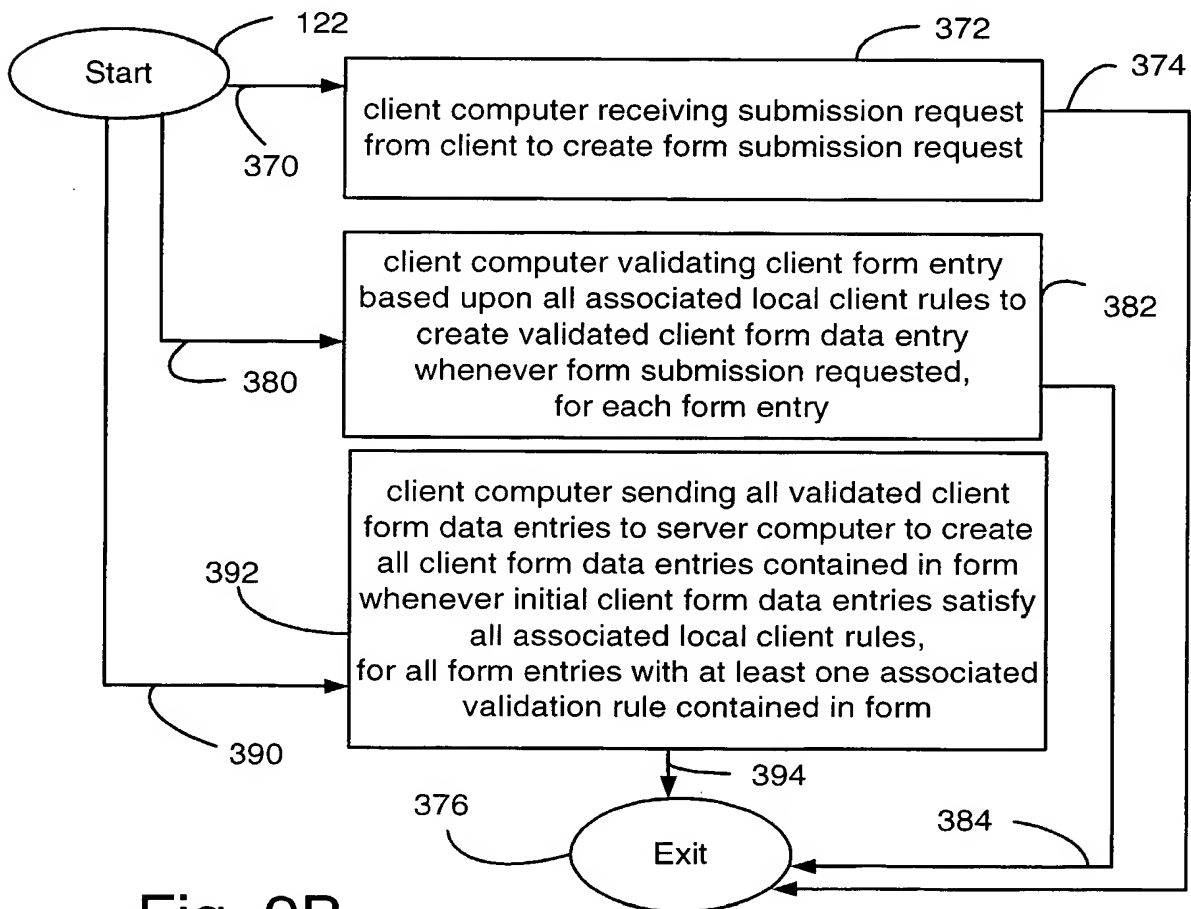 122
Start
370
372
374
client computer receiving submission request
from client to create form submission request
380
382
client computer validating client form entry
based upon all associated local client rules to
create validated client form data entry
whenever form submission requested,
for each form entry
392
390
client computer sending all validated client
form data entries to server computer to create
all client form data entries contained in form
whenever initial client form data entries satisfy
all associated local client rules,
for all form entries with at least one associated
validation rule contained in form
394
376
384
Exit